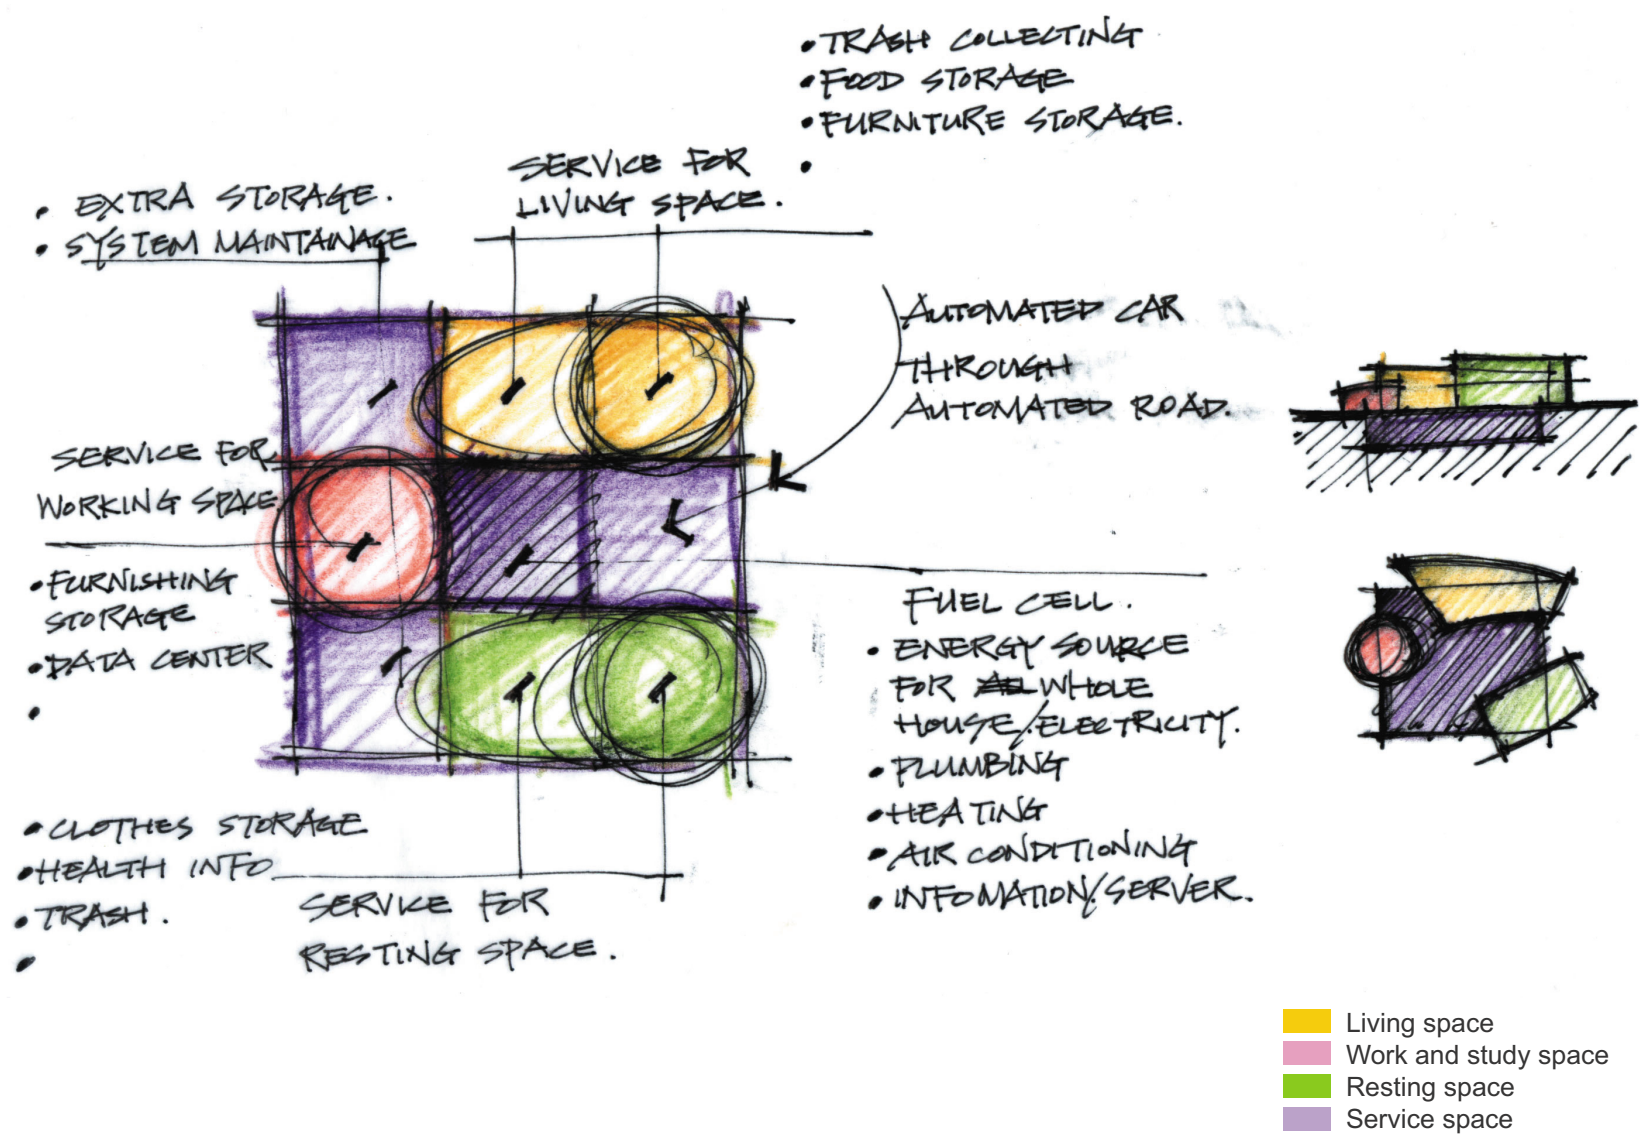 • TRASH COLLECTING
• FOOD STORAGE
• FURNITURE STORAGE.
•
SERVICE FOR
LIVING SPACE.
• EXTRA STORAGE.
• SYSTEM MAINTAINAGE
AUTOMATED CAR
THROUGH
AUTOMATED ROAD.
SERVICE FOR
WORKING SPACE
• FURNISHING
STORAGE
• DATA CENTER
•
FUEL CELL.
• ENERGY SOURCE
FOR WHOLE
HOUSE/ELECTRICITY.
• PLUMBING
• HEATING
• AIR CONDITIONING
• INFOMATION/SERVER.
• CLOTHES STORAGE
• HEALTH INFO
• TRASH.
•
SERVICE FOR
RESTING SPACE.
Living space
Work and study space
Resting space
Service space